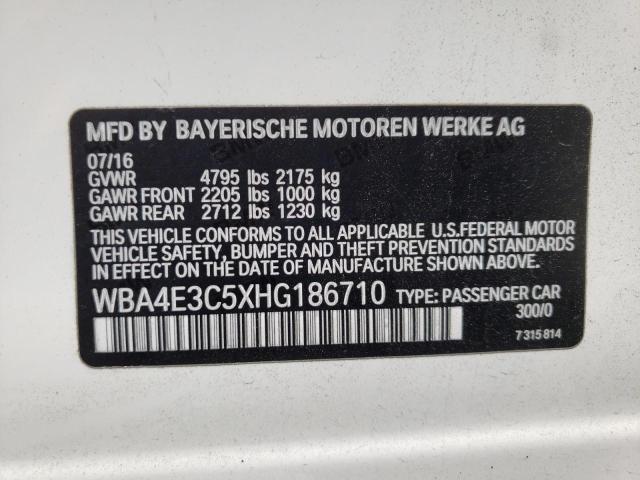 MFD BY BAYERISCHE MOTOREN WERKE AG
07/16
GVWR 4795 lbs 2175 kg
GAWR FRONT 2205 lbs 1000 kg
GAWR REAR 2712 lbs 1230 kg
THIS VEHICLE CONFORMS TO ALL APPLICABLE U.S.FEDERAL MOTOR
VEHICLE SAFETY, BUMPER AND THEFT PREVENTION STANDARDS
IN EFFECT ON THE DATE OF MANUFACTURE SHOWN ABOVE.
WBA4E3C5XHG186710 TYPE: PASSENGER CAR
300/0
7 315 814